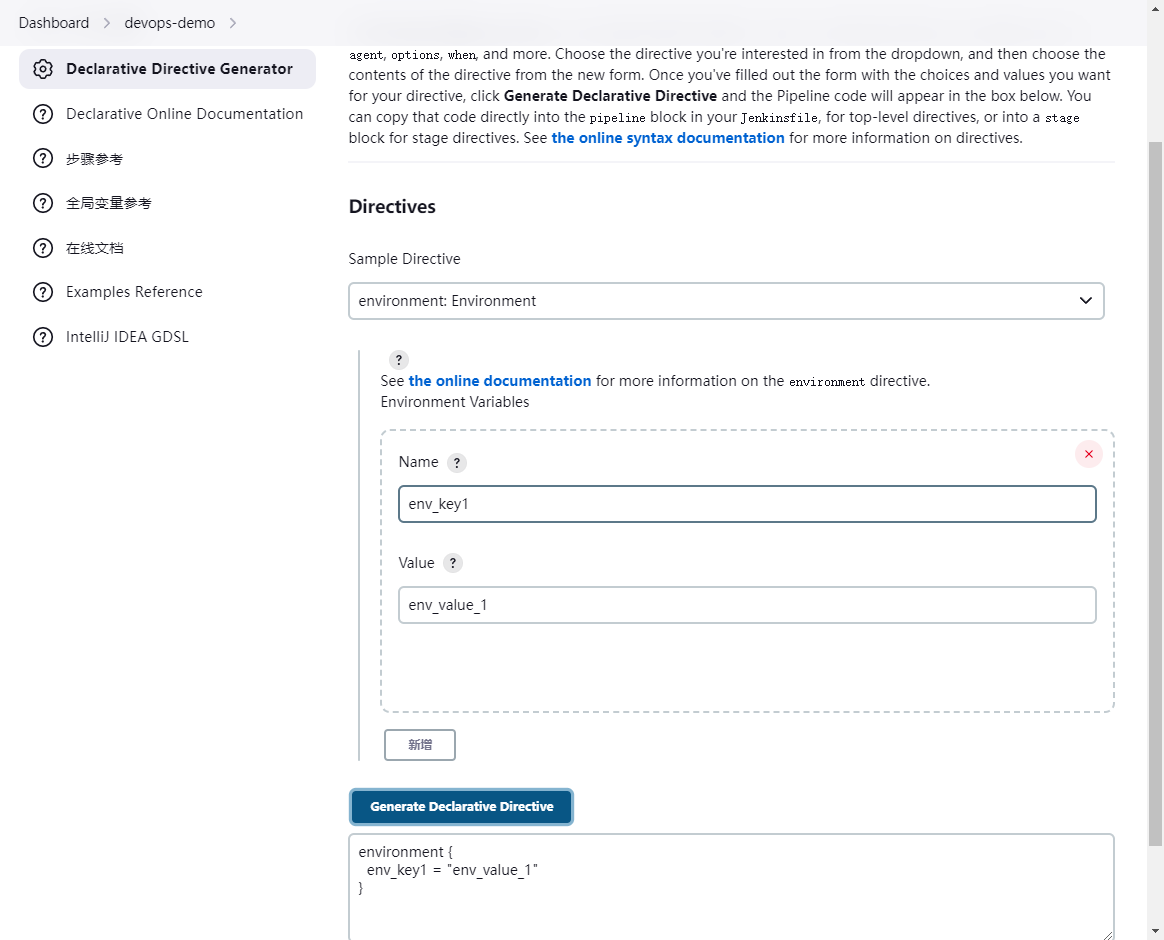 Dashboard > devops-demo >
Declarative Directive Generator
Declarative Online Documentation
步骤参考
全局变量参考
在线文档
Examples Reference
IntelliJ IDEA GDSL
agent, options, when, and more. Choose the directive you're interested in from the dropdown, and then choose the
contents of the directive from the new form. Once you've filled out the form with the choices and values you want
for your directive, click Generate Declarative Directive and the Pipeline code will appear in the box below. You
can copy that code directly into the pipeline block in your Jenkinsfile, for top-level directives, or into a stage
block for stage directives. See the online syntax documentation for more information on directives.
Directives
Sample Directive
environment: Environment
?
See the online documentation for more information on the environment directive.
Environment Variables
Name ?
env_key1
Value ?
env_value_1
新增
Generate Declarative Directive
environment {
  env_key1 = "env_value_1"
}